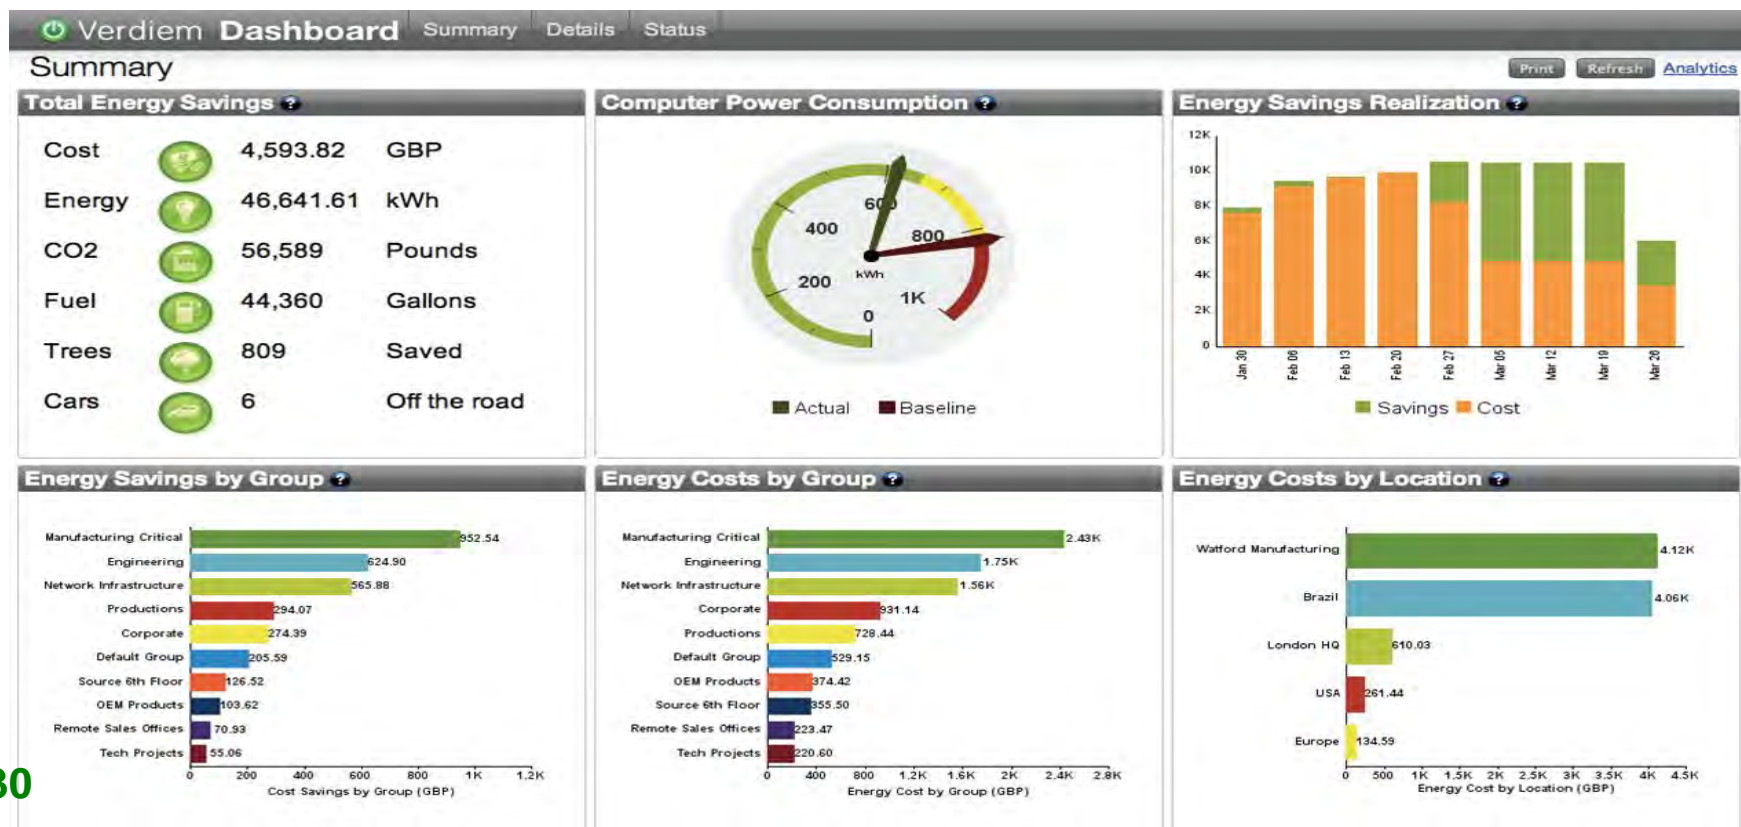 Verdiem Dashboard Summary Details Status
Summary
Print Refresh Analytics
Total Energy Savings ?
Cost 4,593.82 GBP
Energy 46,641.61 kWh
CO2 56,589 Pounds
Fuel 44,360 Gallons
Trees 809 Saved
Cars 6 Off the road
Computer Power Consumption ?
600
400
800
kWh
200
1K
0
Actual Baseline
Energy Savings Realization ?
12K
10K
8K
6K
4K
2K
0
Jan 30 Feb 06 Feb 13 Feb 20 Feb 27 Mar 05 Mar 12 Mar 19 Mar 26
Savings Cost
Energy Savings by Group ?
Manufacturing Critical 952.54
Engineering 624.90
Network Infrastructure 565.88
Productions 294.07
Corporate 274.39
Default Group 205.59
Source 6th Floor 126.52
OEM Products 103.62
Remote Sales Offices 70.93
Tech Projects 55.06
0 200 400 600 800 1K 1.2K
Cost Savings by Group (GBP)
Energy Costs by Group ?
Manufacturing Critical 2.43K
Engineering 1.75K
Network Infrastructure 1.56K
Corporate 931.14
Productions 728.44
Default Group 529.15
OEM Products 374.42
Source 6th Floor 355.50
Remote Sales Offices 223.47
Tech Projects 220.60
0 400 800 1.2K 1.6K 2K 2.4K 2.8K
Energy Cost by Group (GBP)
Energy Costs by Location ?
Watford Manufacturing 4.12K
Brazil 4.06K
London HQ 610.03
USA 261.44
Europe 134.59
0 500 1K 1.5K 2K 2.5K 3K 3.5K 4K 4.5K
Energy Cost by Location (GBP)
30